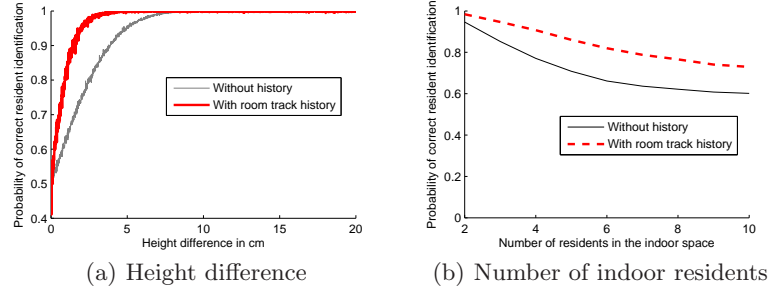 Probability of correct resident identification
1
0.9
0.8
0.7
0.6
0.5
0.4
0 5 10 15 20
Height difference in cm
Without history
With room track history
(a) Height difference
Probability of correct resident identification
1
0.8
0.6
0.4
0.2
0
2 4 6 8 10
Number of residents in the indoor space
Without history
With room track history
(b) Number of indoor residents